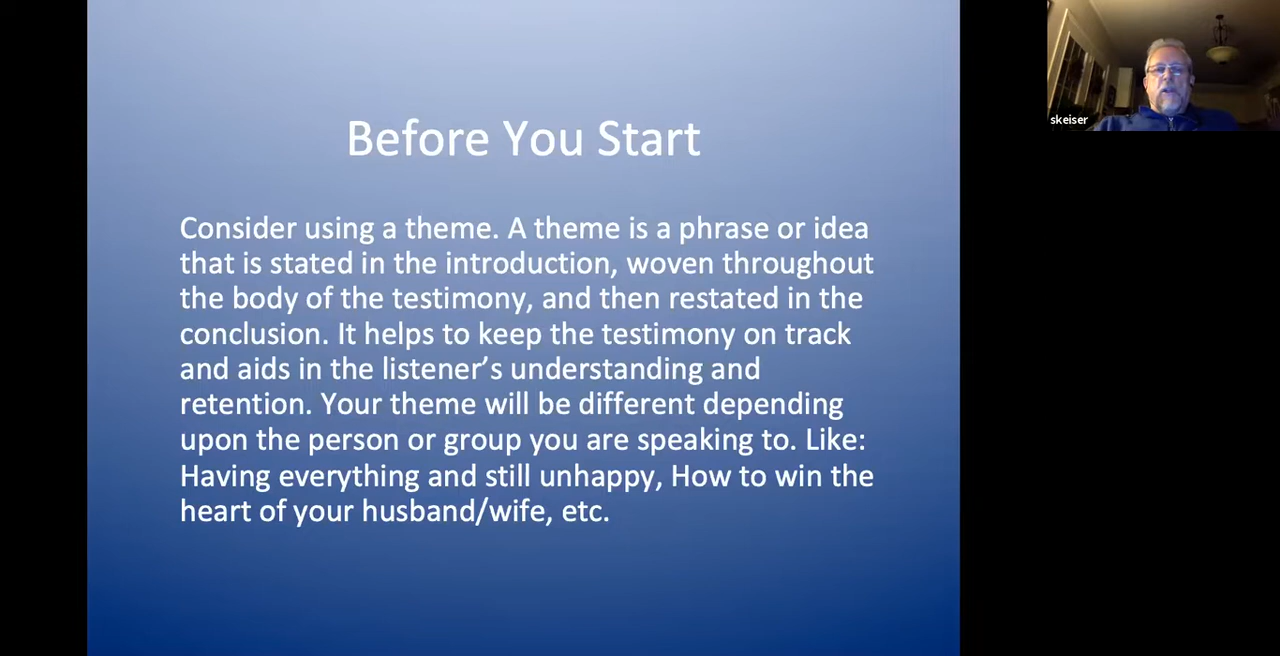 Before You Start
Consider using a theme. A theme is a phrase or idea
that is stated in the introduction, woven throughout
the body of the testimony, and then restated in the
conclusion. It helps to keep the testimony on track
and aids in the listener’s understanding and
retention. Your theme will be different depending
upon the person or group you are speaking to. Like:
Having everything and still unhappy, How to win the
heart of your husband/wife, etc.
skeiser